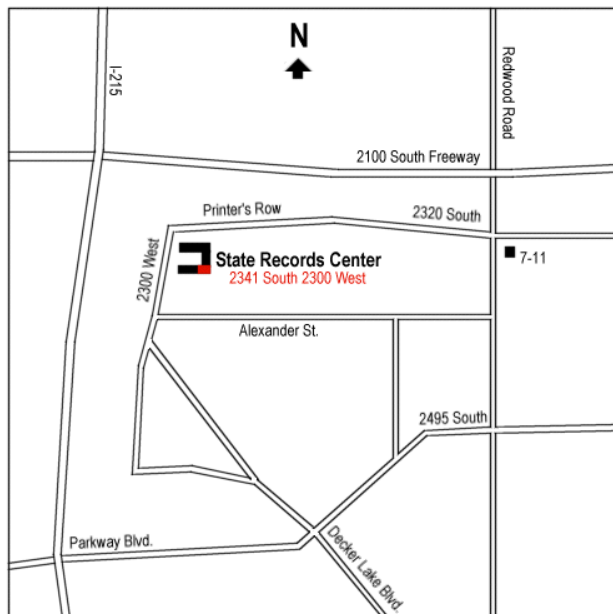 N
I-215
Redwood Road
2100 South Freeway
Printer's Row
2320 South
2300 West
State Records Center
2341 South 2300 West
7-11
Alexander St.
2495 South
Parkway Blvd.
Decker Lake Blvd.